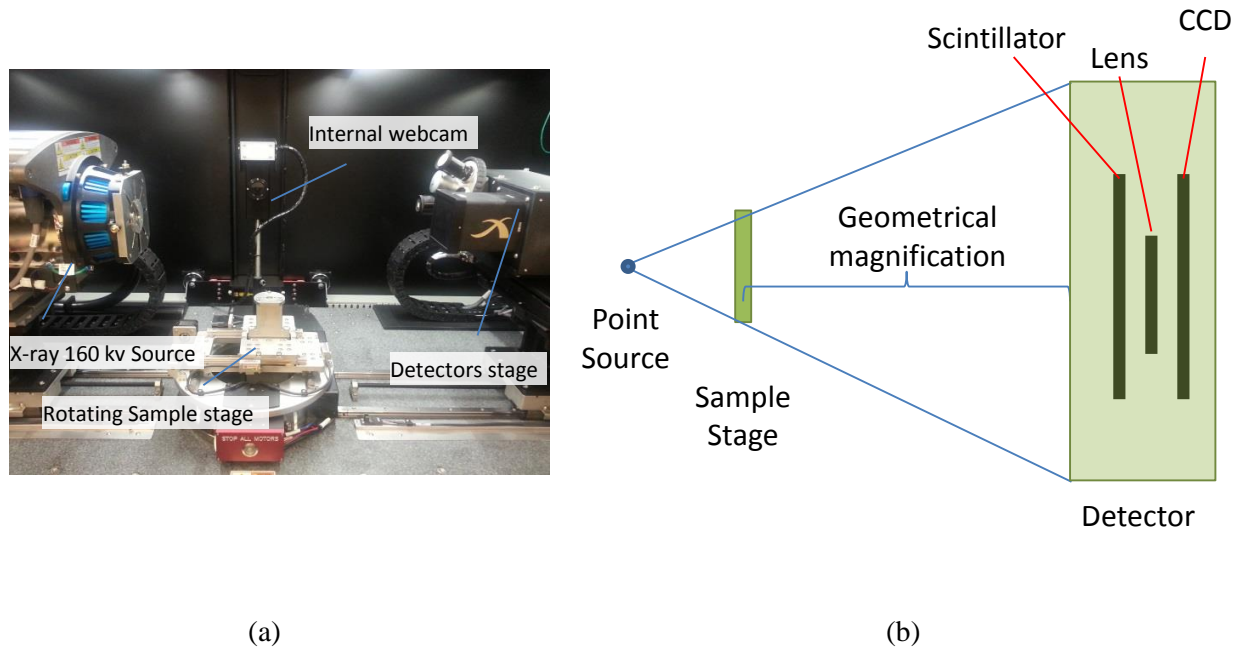 Internal webcam
X-ray 160 kv Source
Detectors stage
Rotating Sample stage
STOP ALL MOTORS
X
CCD
Scintillator
Lens
Geometrical
magnification
Point
Source
Sample
Stage
Detector
(a)
(b)